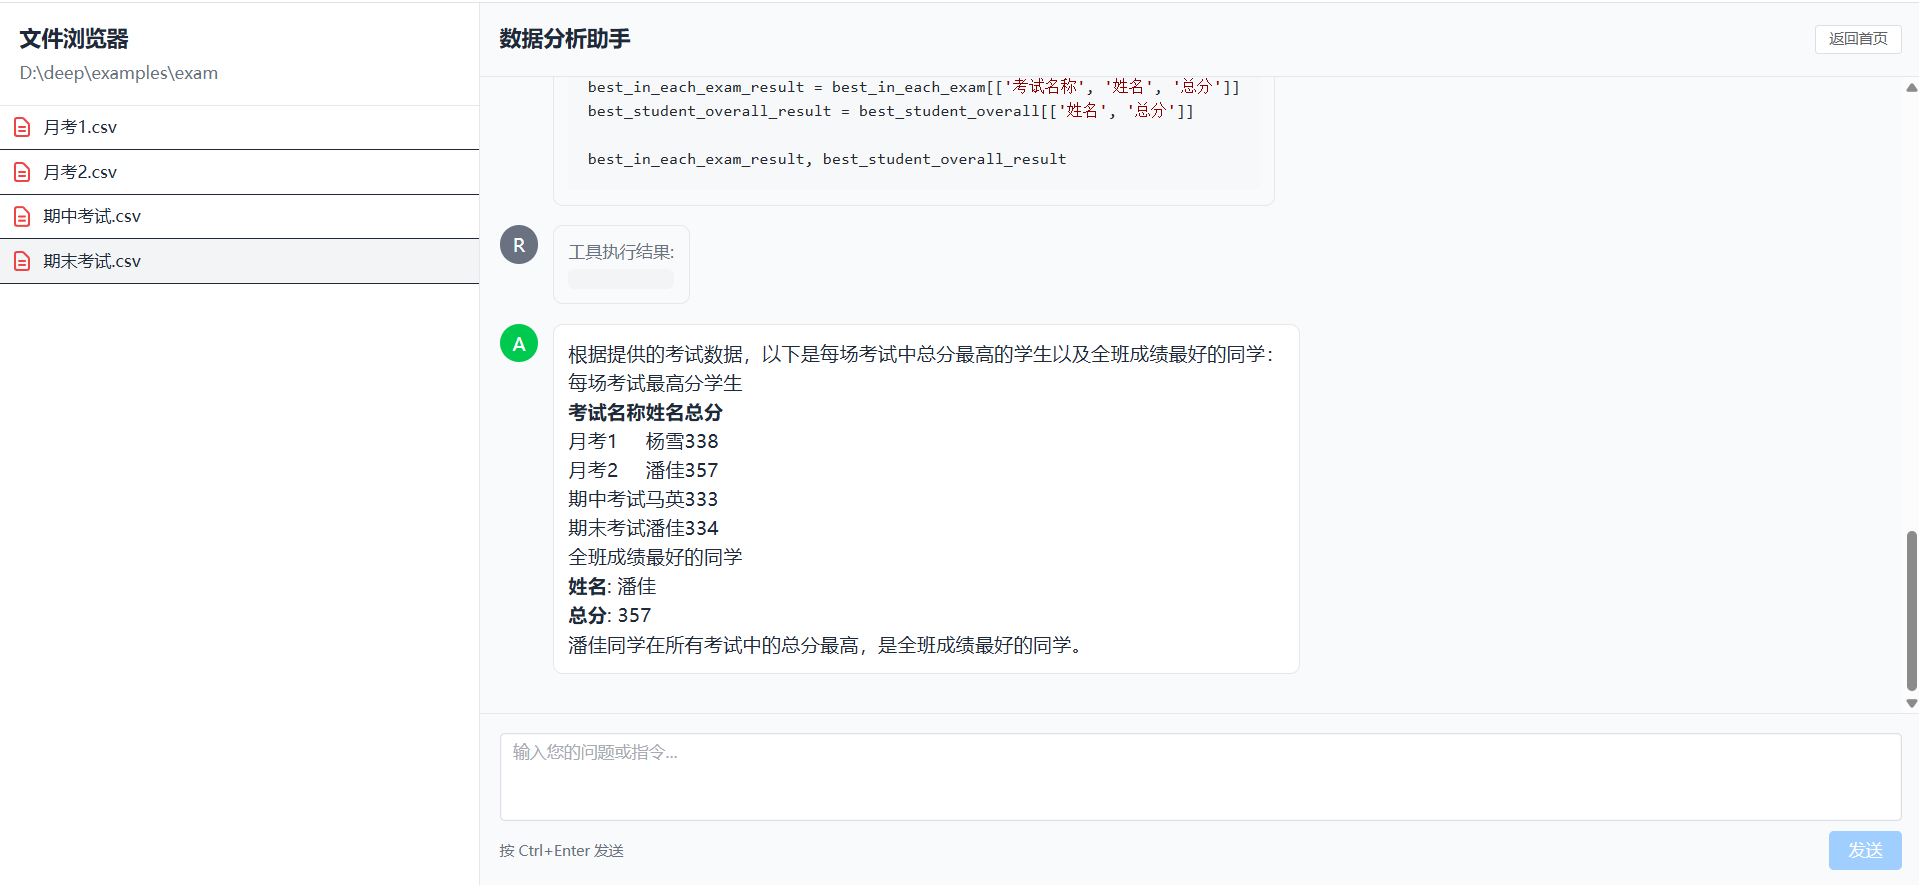 文件浏览器
D:\deep\examples\exam
月考1.csv
月考2.csv
期中考试.csv
期末考试.csv
数据分析助手
返回首页
best_in_each_exam_result = best_in_each_exam[['考试名称', '姓名', '总分']]
best_student_overall_result = best_student_overall[['姓名', '总分']]
best_in_each_exam_result, best_student_overall_result
R
工具执行结果:
A
根据提供的考试数据，以下是每场考试中总分最高的学生以及全班成绩最好的同学：
每场考试最高分学生
考试名称姓名总分
月考1 杨雪338
月考2 潘佳357
期中考试马英333
期末考试潘佳334
全班成绩最好的同学
姓名: 潘佳
总分: 357
潘佳同学在所有考试中的总分最高，是全班成绩最好的同学。
输入您的问题或指令...
按 Ctrl+Enter 发送
发送